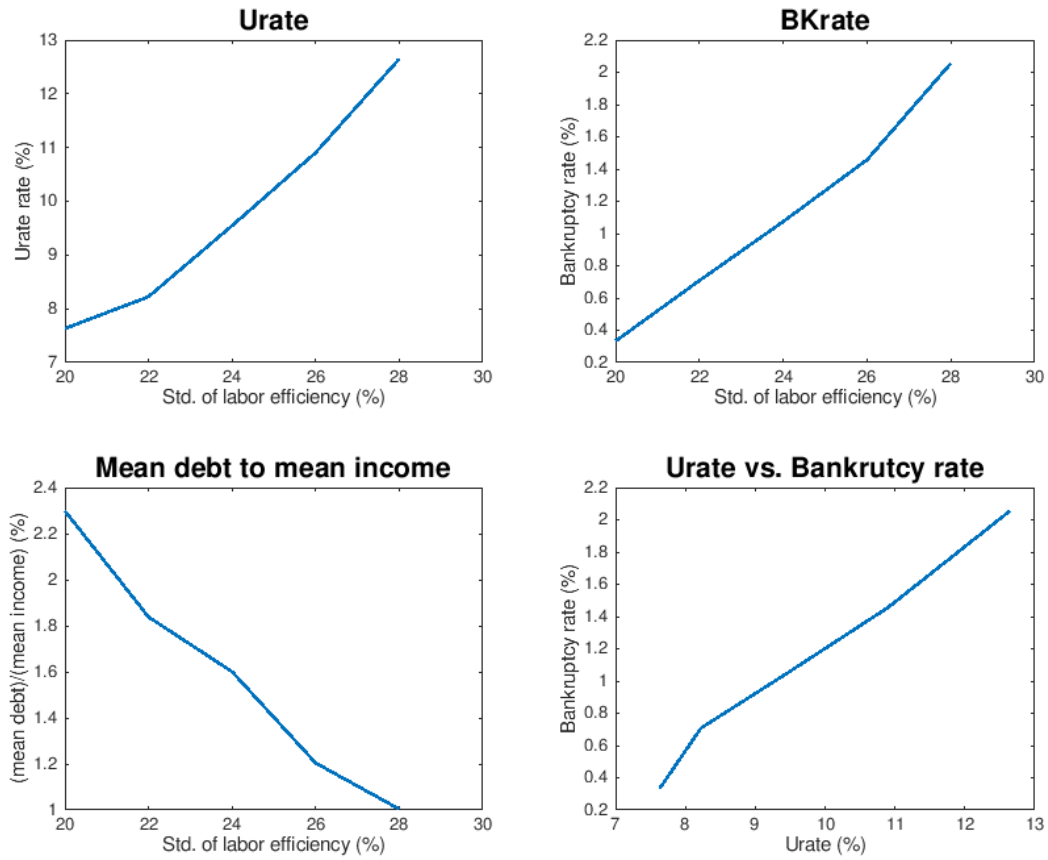 Urate
13
12
11
10
9
8
7
Urate rate (%)
20 22 24 26 28 30
Std. of labor efficiency (%)
BKrate
2.2
2
1.8
1.6
1.4
1.2
1
0.8
0.6
0.4
0.2
Bankruptcy rate (%)
20 21 22 23 24 25 26 27 28 29 30
Std. of labor efficiency (%)
Mean debt to mean income
2.4
2.2
2
1.8
1.6
1.4
1.2
1
(mean debt)/(mean income) (%)
20 22 24 26 28 30
Std. of labor efficiency (%)
Urate vs. Bankrutcy rate
2.2
2
1.8
1.6
1.4
1.2
1
0.8
0.6
0.4
0.2
Bankruptcy rate (%)
7 8 9 10 11 12 13
Urate (%)